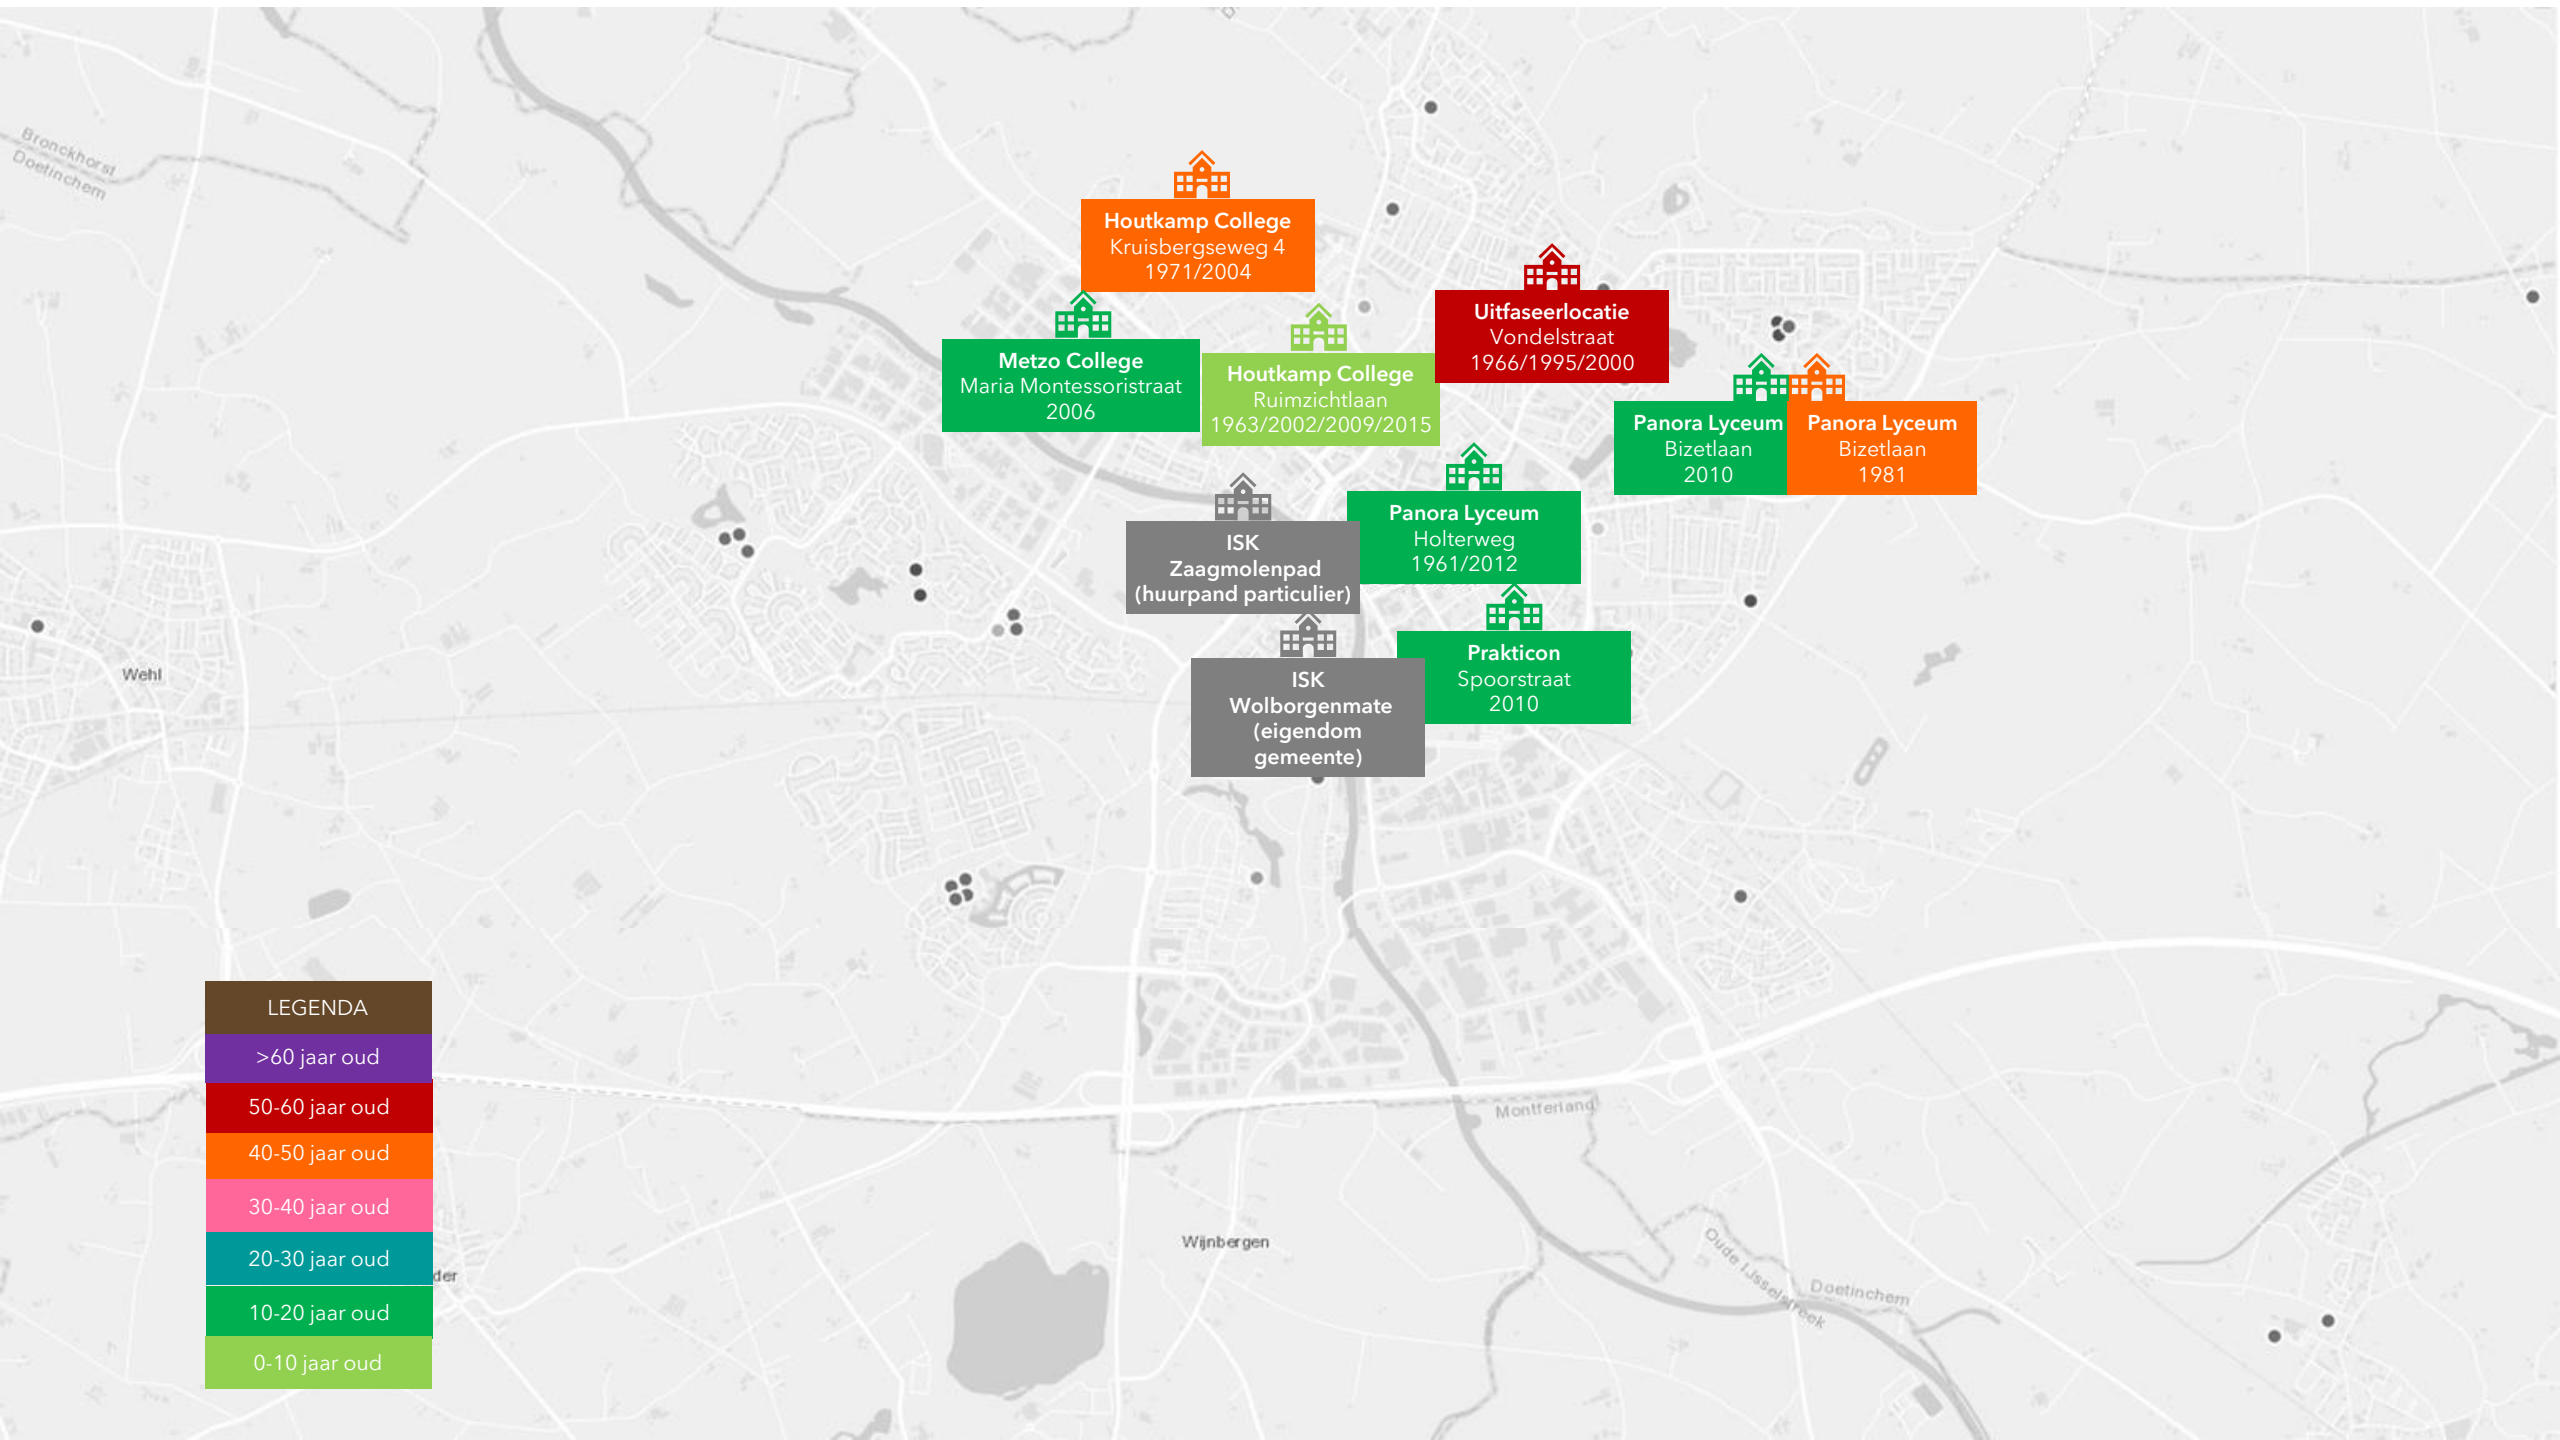 Bronckhorst
Doetinchem
Houtkamp College
Kruisbergseweg 4
1971/2004
Metzo College
Maria Montessoristraat
2006
Houtkamp College
Ruimzichtlaan
1963/2002/2009/2015
Uitfaseerlocatie
Vondelstraat
1966/1995/2000
Panora Lyceum
Bizetlaan
2010
Panora Lyceum
Bizetlaan
1981
Panora Lyceum
Holterweg
1961/2012
ISK
Zaagmolenpad
(huurpand particulier)
Prakticon
Spoorstraat
2010
ISK
Wolborgenmate
(eigendom
gemeente)
Wehl
LEGENDA
>60 jaar oud
50-60 jaar oud
40-50 jaar oud
30-40 jaar oud
20-30 jaar oud
10-20 jaar oud
0-10 jaar oud
der
Montferland
Wijnbergen
Oude IJsselstreek
Doetinchem